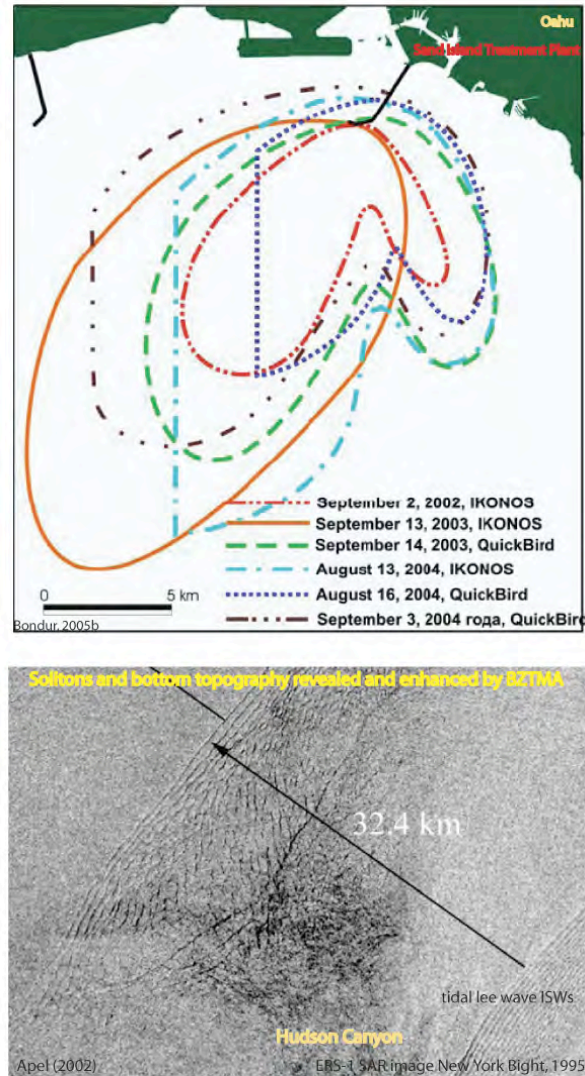 Oahu
Sand Island Treatment Plant
September 2, 2002, IKONOS
September 13, 2003, IKONOS
September 14, 2003, QuickBird
August 13, 2004, IKONOS
August 16, 2004, QuickBird
September 3, 2004 года, QuickBird
0 5 km
Bondur, 2005b
Solitons and bottom topography revealed and enhanced by BZTMA
32.4 km
tidal lee wave ISWs
Hudson Canyon
Apel (2002)
ERS-1 SAR image New York Bight, 1995